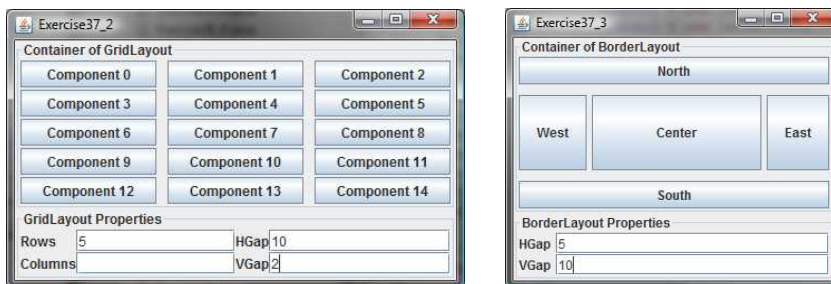 Exercise37_2
Container of GridLayout
Component 0 Component 1 Component 2
Component 3 Component 4 Component 5
Component 6 Component 7 Component 8
Component 9 Component 10 Component 11
Component 12 Component 13 Component 14
GridLayout Properties
Rows 5 HGap 10
Columns VGap 2
Exercise37_3
Container of BorderLayout
North
West Center East
South
BorderLayout Properties
HGap 5
VGap 10